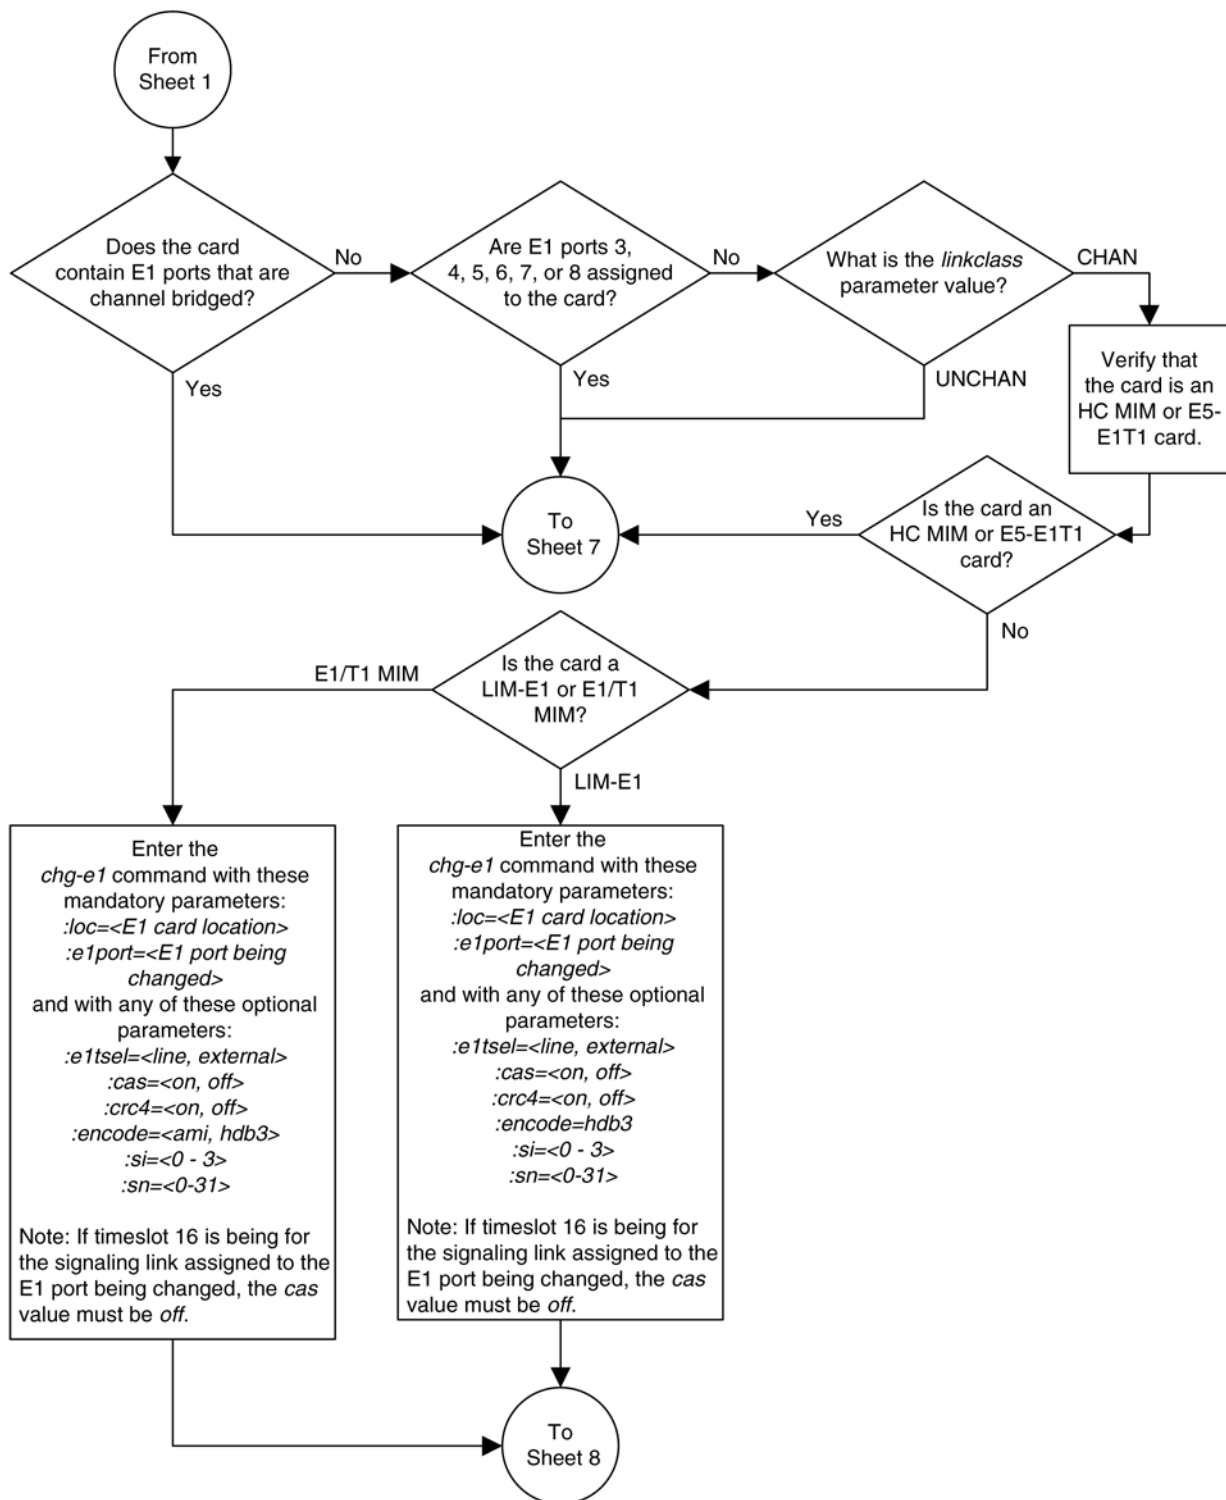 From
Sheet 1
Does the card
contain E1 ports that are
channel bridged?
No
Yes
Are E1 ports 3,
4, 5, 6, 7, or 8 assigned
to the card?
No
Yes
What is the linkclass
parameter value?
CHAN
UNCHAN
Verify that
the card is an
HC MIM or E5-
E1T1 card.
Is the card an
HC MIM or E5-E1T1
card?
Yes
No
To
Sheet 7
Is the card a
LIM-E1 or E1/T1
MIM?
E1/T1 MIM
LIM-E1
Enter the
chg-e1 command with these
mandatory parameters:
:loc=<E1 card location>
:e1port=<E1 port being
changed>
and with any of these optional
parameters:
:e1tsel=<line, external>
:cas=<on, off>
:crc4=<on, off>
:encode=<ami, hdb3>
:si=<0 - 3>
:sn=<0-31>
Note: If timeslot 16 is being for
the signaling link assigned to the
E1 port being changed, the cas
value must be off.
Enter the
chg-e1 command with these
mandatory parameters:
:loc=<E1 card location>
:e1port=<E1 port being
changed>
and with any of these optional
parameters:
:e1tsel=<line, external>
:cas=<on, off>
:crc4=<on, off>
:encode=hdb3
:si=<0 - 3>
:sn=<0-31>
Note: If timeslot 16 is being for
the signaling link assigned to the
E1 port being changed, the cas
value must be off.
To
Sheet 8